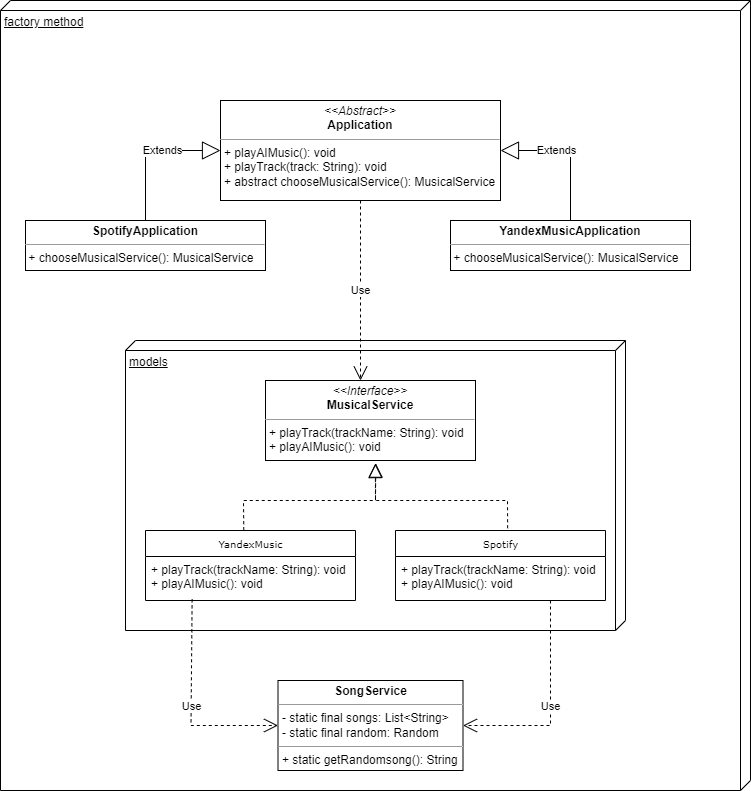 factory method
<<Abstract>>
Application
+ playAIMusic(): void
+ playTrack(track: String): void
+ abstract chooseMusicalService(): MusicalService
Extends
Extends
SpotifyApplication
+ chooseMusicalService(): MusicalService
YandexMusicApplication
+ chooseMusicalService(): MusicalService
Use
models
<<Interface>>
MusicalService
+ playTrack(trackName: String): void
+ playAIMusic(): void
YandexMusic
+ playTrack(trackName: String): void
+ playAIMusic(): void
Spotify
+ playTrack(trackName: String): void
+ playAIMusic(): void
Use
Use
SongService
- static final songs: List<String>
- static final random: Random
+ static getRandomsong(): String